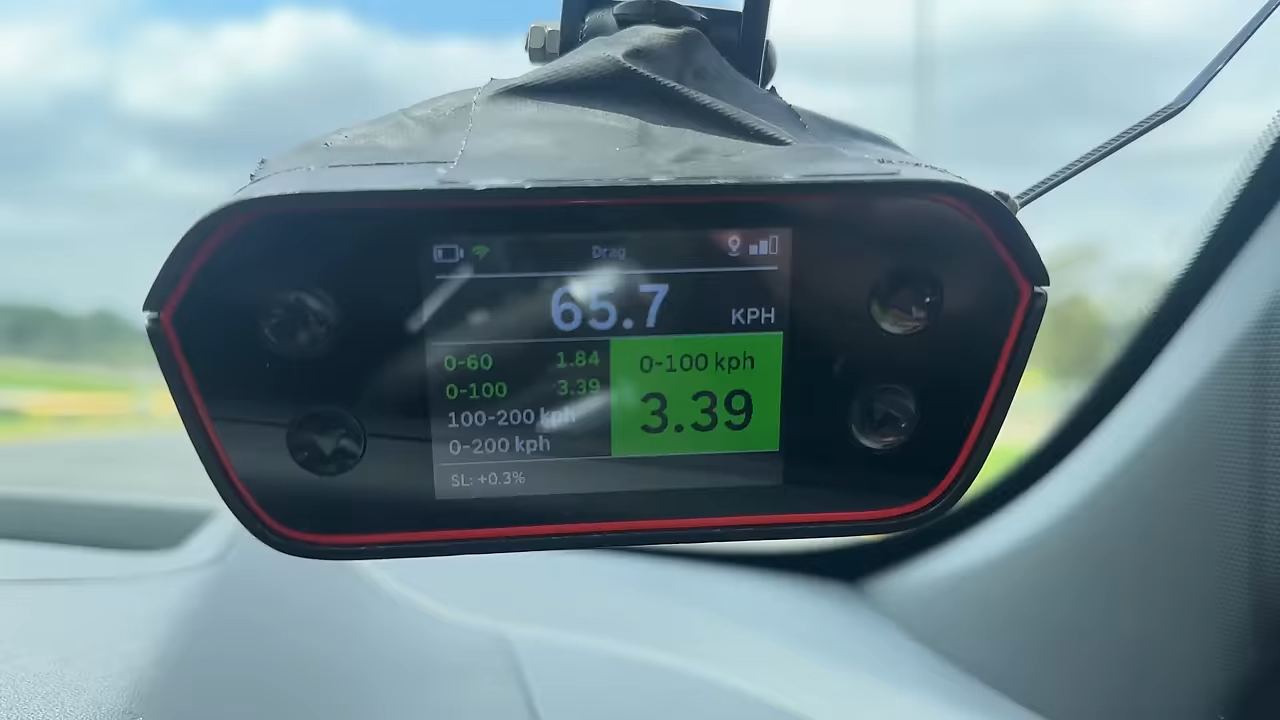 Drag
65.7 KPH
0-60 1.84
0-100 3.39
100-200 kph
0-200 kph
0-100 kph
3.39
SL: +0.3%